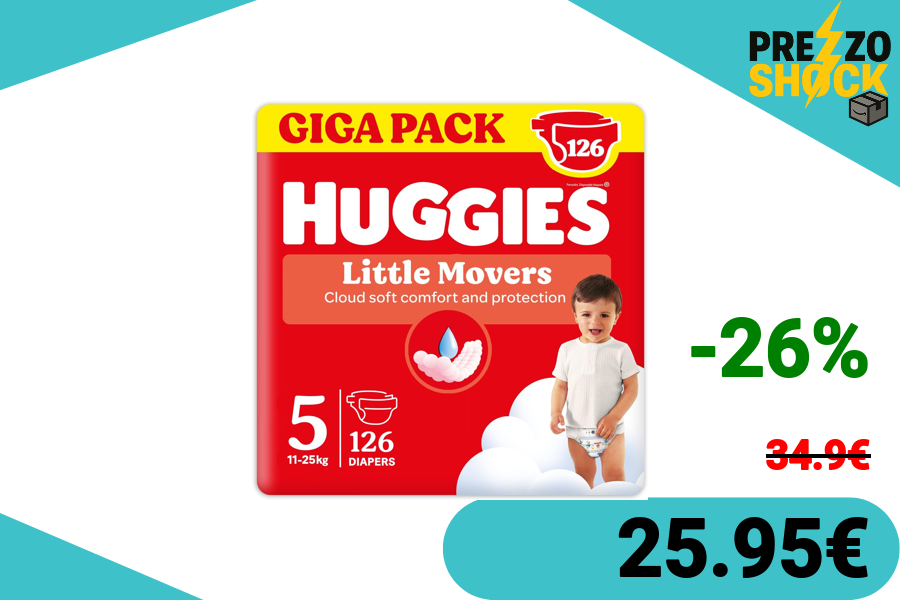 PREZZO
SHOCK
GIGA PACK
126
HUGGIES
Little Movers
Cloud soft comfort and protection
5
11-25kg
126
DIAPERS
-26%
34.9€
25.95€